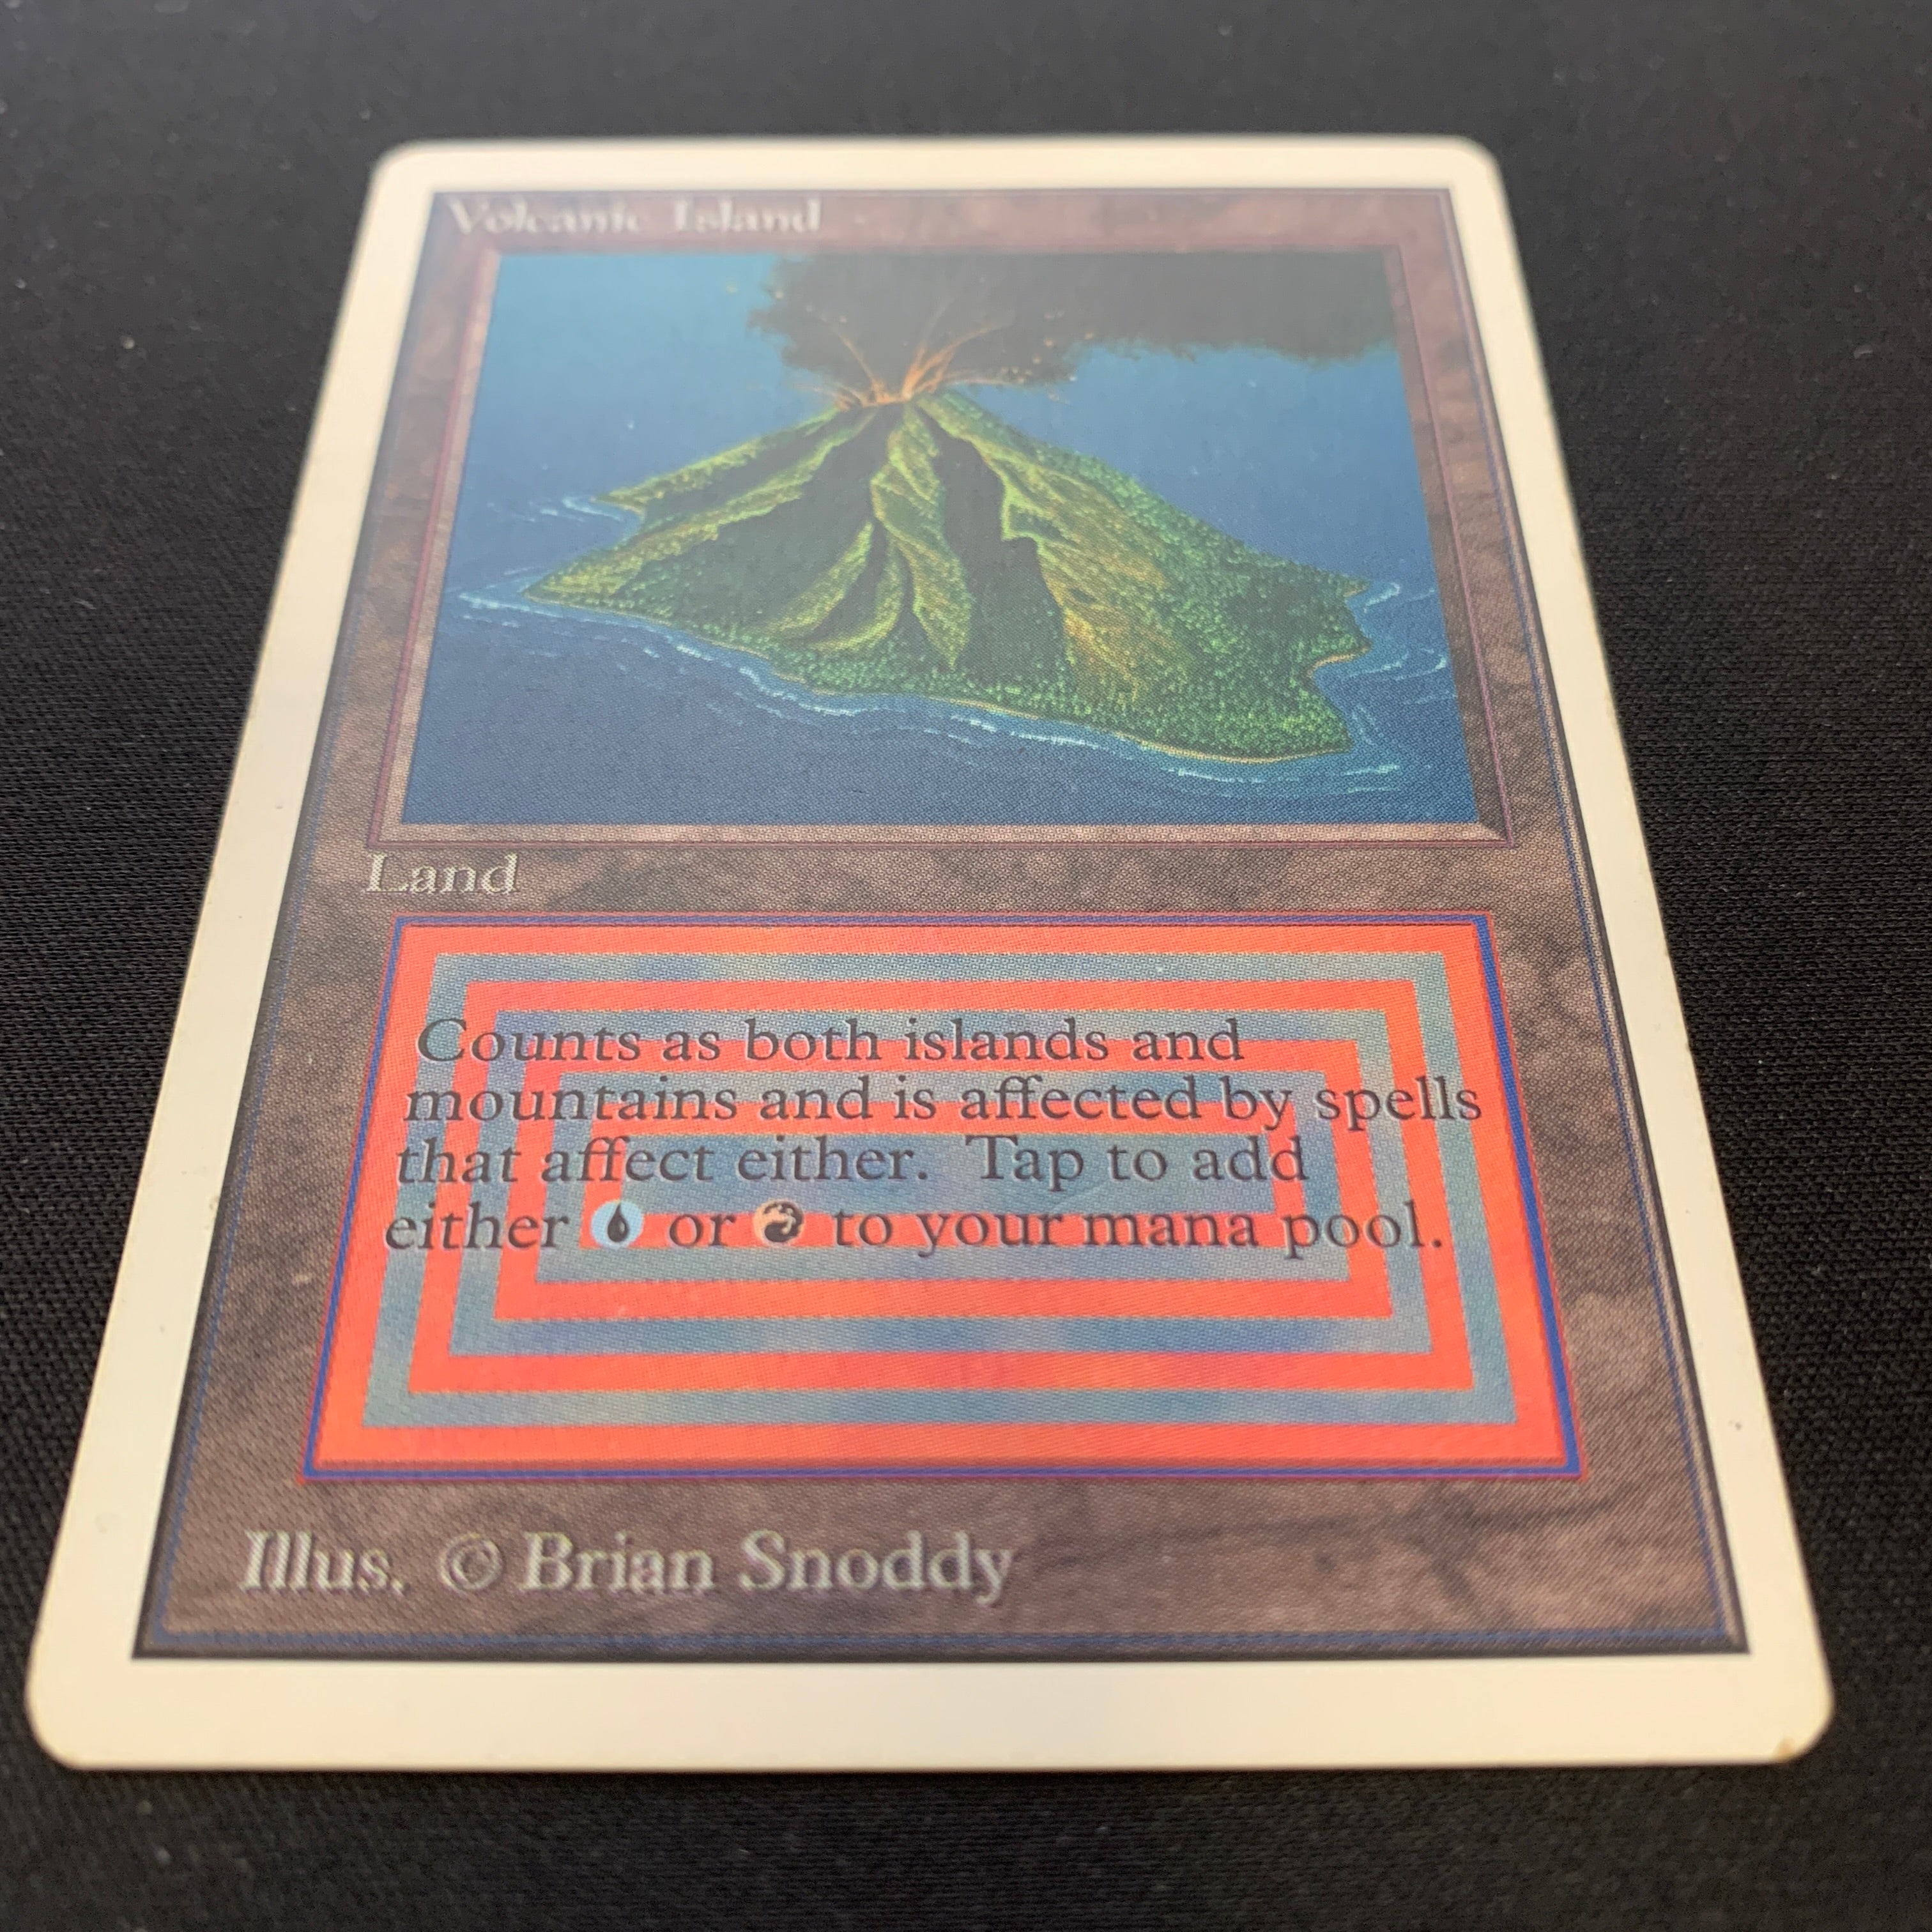 Volcanic Island
Land
Counts as both islands and
mountains and is affected by spells
that affect either. Tap to add
either or to your mana pool.
Illus. © Brian Snoddy